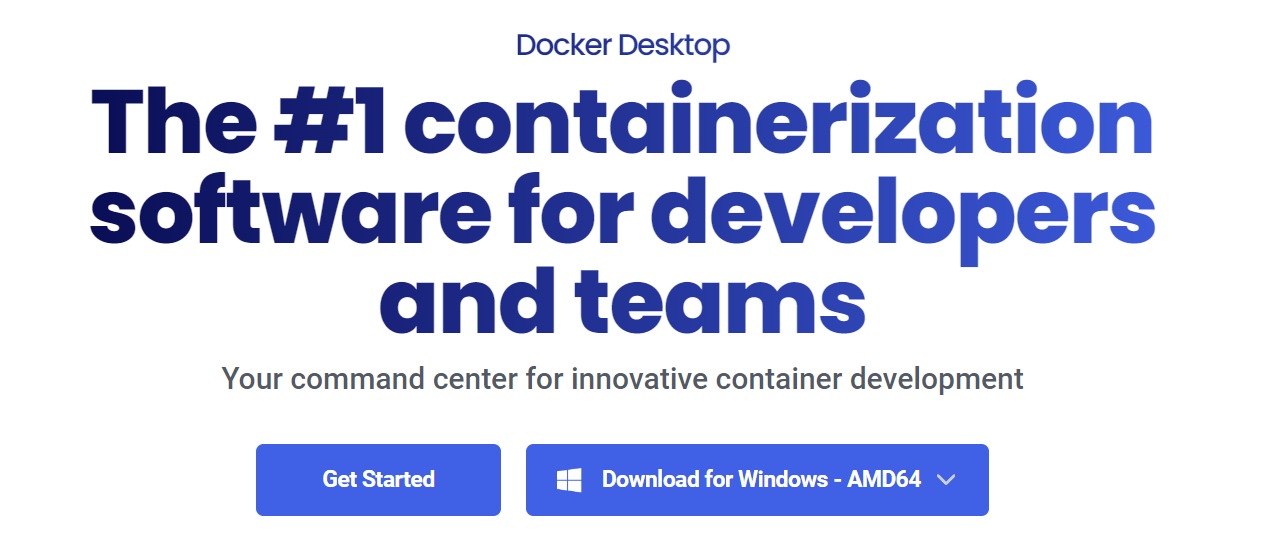 Docker Desktop
The #1 containerization
software for developers
and teams
Your command center for innovative container development
Get Started
Download for Windows - AMD64